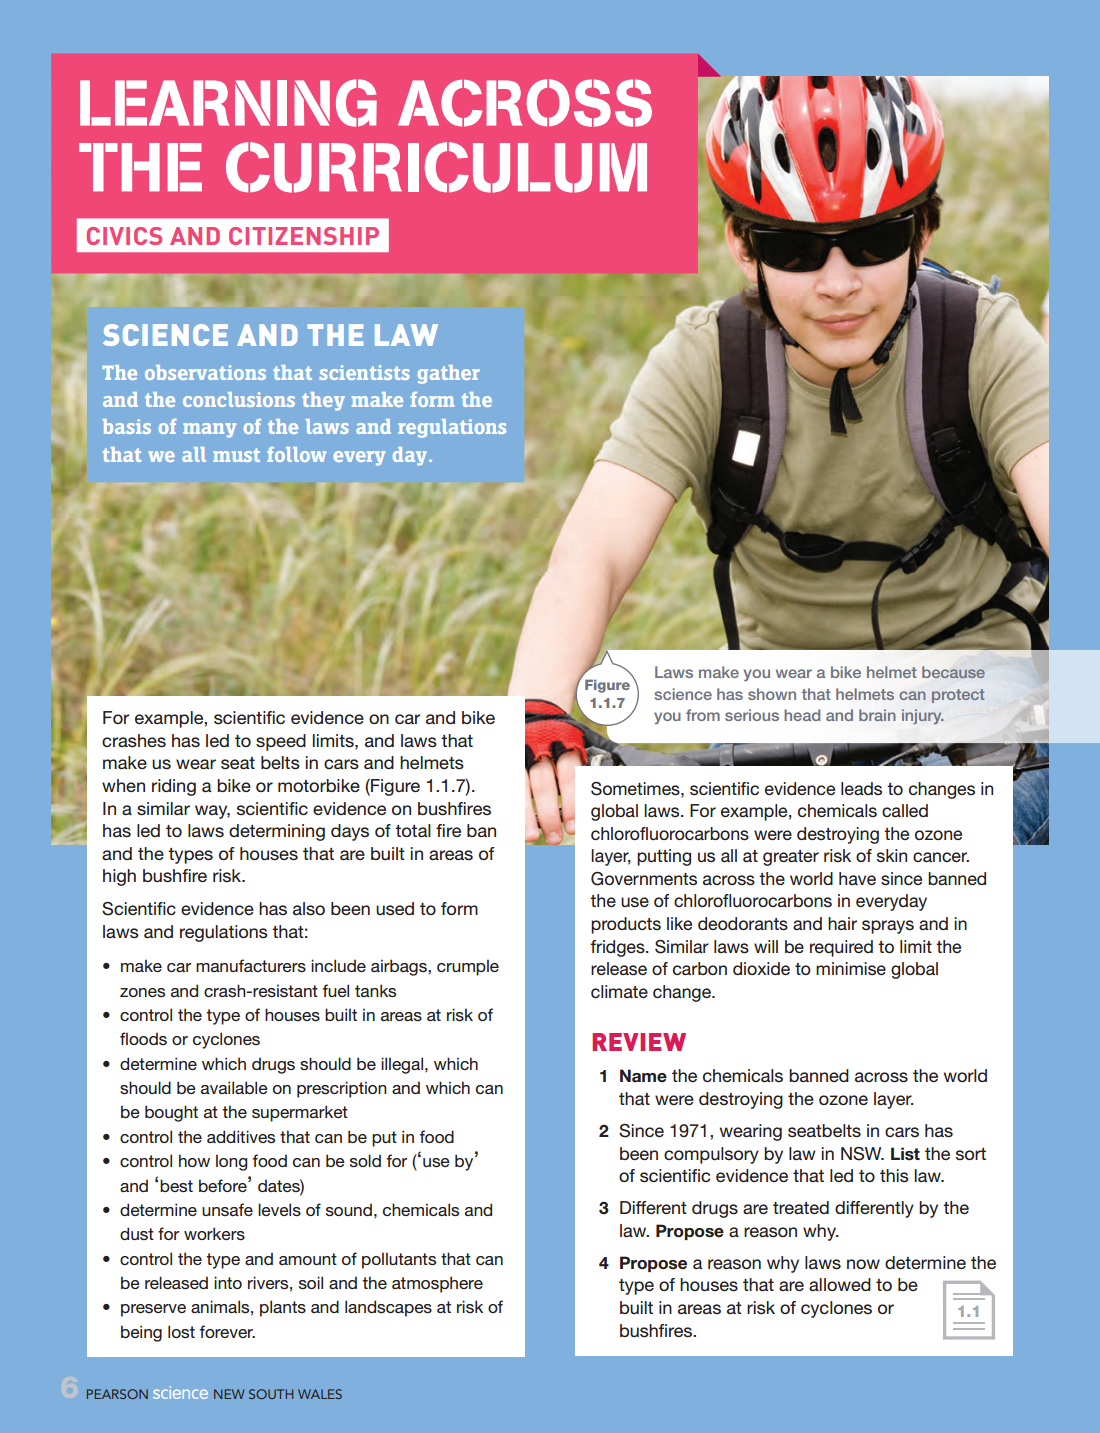 LEARNING ACROSS
THE CURRICULUM
CIVICS AND CITIZENSHIP
SCIENCE AND THE LAW
The observations that scientists gather
and the conclusions they make form the
basis of many of the laws and regulations
that we all must follow every day.
Figure
1.1.7
Laws make you wear a bike helmet because
science has shown that helmets can protect
you from serious head and brain injury.
For example, scientific evidence on car and bike
crashes has led to speed limits, and laws that
make us wear seat belts in cars and helmets
when riding a bike or motorbike (Figure 1.1.7).
In a similar way, scientific evidence on bushfires
has led to laws determining days of total fire ban
and the types of houses that are built in areas of
high bushfire risk.
Scientific evidence has also been used to form
laws and regulations that:
• make car manufacturers include airbags, crumple
zones and crash-resistant fuel tanks
• control the type of houses built in areas at risk of
floods or cyclones
• determine which drugs should be illegal, which
should be available on prescription and which can
be bought at the supermarket
• control the additives that can be put in food
• control how long food can be sold for (‘use by’
and ‘best before’ dates)
• determine unsafe levels of sound, chemicals and
dust for workers
• control the type and amount of pollutants that can
be released into rivers, soil and the atmosphere
• preserve animals, plants and landscapes at risk of
being lost forever.
Sometimes, scientific evidence leads to changes in
global laws. For example, chemicals called
chlorofluorocarbons were destroying the ozone
layer, putting us all at greater risk of skin cancer.
Governments across the world have since banned
the use of chlorofluorocarbons in everyday
products like deodorants and hair sprays and in
fridges. Similar laws will be required to limit the
release of carbon dioxide to minimise global
climate change.
REVIEW
1 Name the chemicals banned across the world
that were destroying the ozone layer.
2 Since 1971, wearing seatbelts in cars has
been compulsory by law in NSW. List the sort
of scientific evidence that led to this law.
3 Different drugs are treated differently by the
law. Propose a reason why.
4 Propose a reason why laws now determine the
type of houses that are allowed to be
built in areas at risk of cyclones or
bushfires.
1.1
6 PEARSON science NEW SOUTH WALES